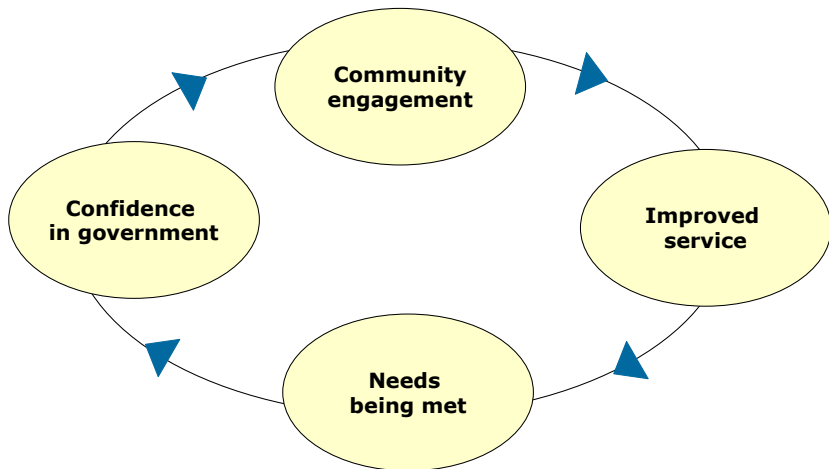 Community
engagement
Improved
service
Needs
being met
Confidence
in government